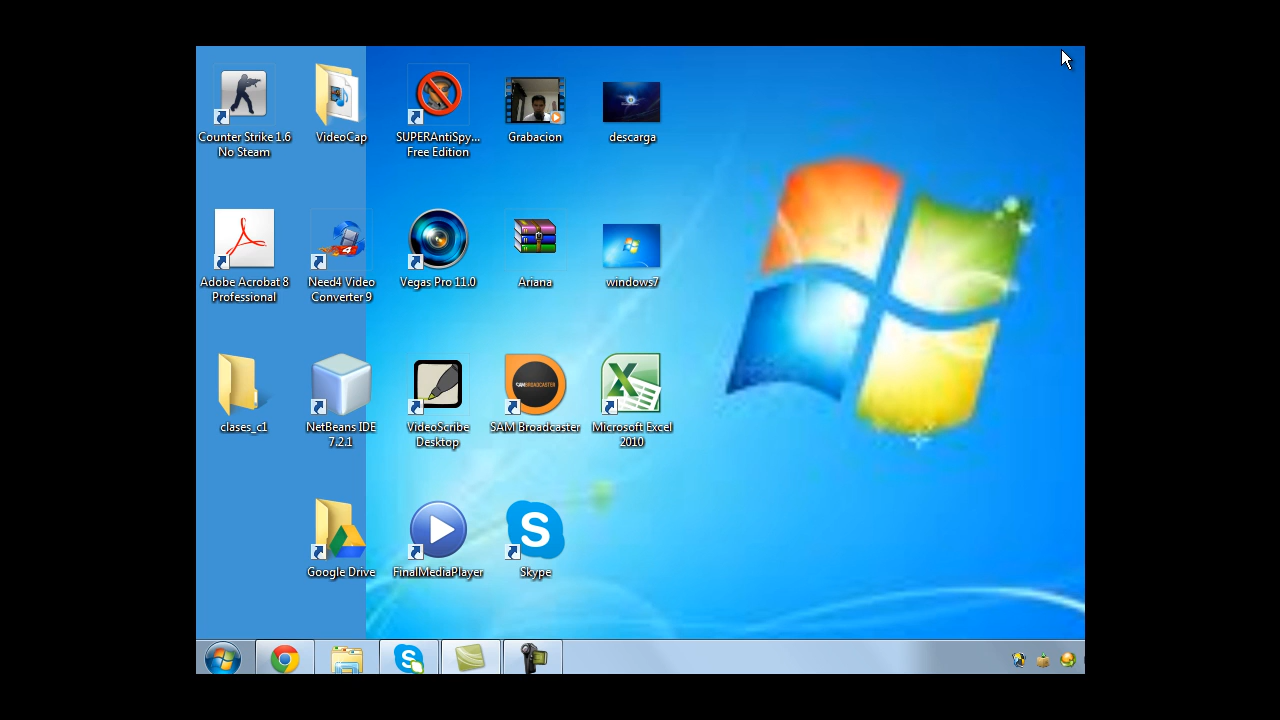 Counter Strike 1.6
No Steam
VideoCap
SUPERAntiSpy...
Free Edition
Grabacion
descarga
Adobe Acrobat 8
Professional
Need4 Video
Converter 9
Vegas Pro 11.0
Ariana
windows7
clases_c1
NetBeans IDE
7.2.1
VideoScribe
Desktop
SAM BROADCASTER
SAM Broadcaster
Microsoft Excel
2010
Google Drive
FinalMediaPlayer
Skype